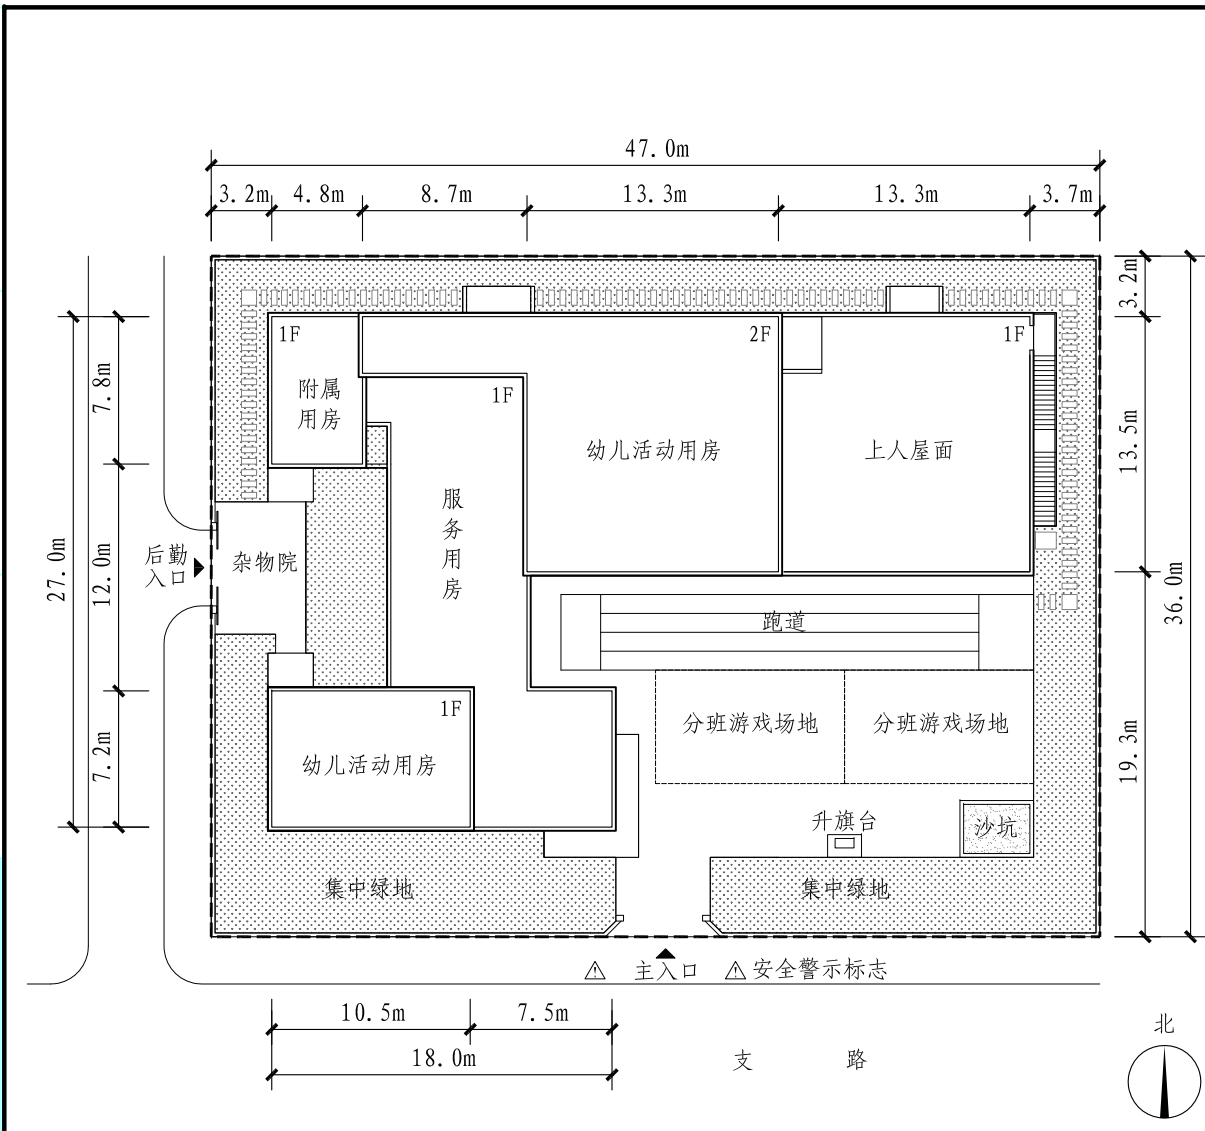 47.0m
3.2m 4.8m 8.7m 13.3m 13.3m 3.7m
3.2m
1F
2F
1F
附属
用房
1F
7.8m
幼儿活动用房
上人屋面
13.5m
服
务
用
房
后勤
入口
杂物院
27.0m
12.0m
36.0m
跑道
分班游戏场地
分班游戏场地
1F
7.2m
19.3m
幼儿活动用房
升旗台
沙坑
集中绿地
集中绿地
主入口
安全警示标志
10.5m
7.5m
18.0m
支路
北